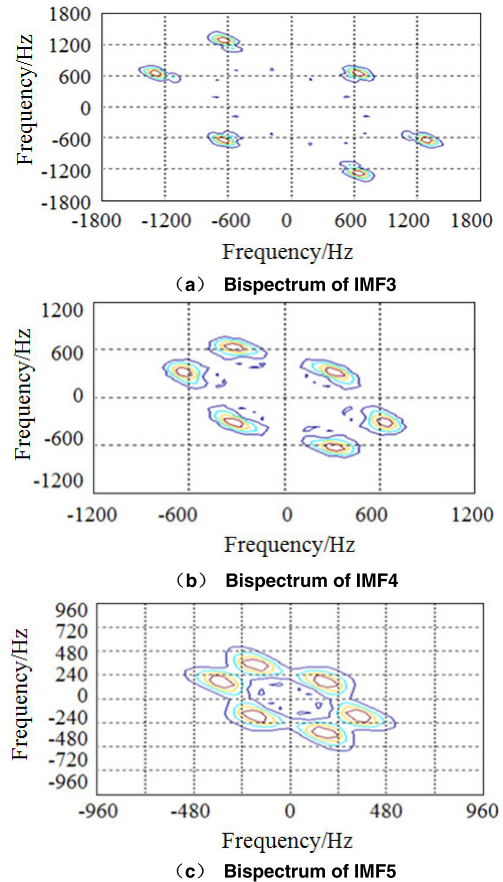 Frequency/Hz
1800
1200
600
0
-600
-1200
-1800
-1800 -1200 -600 0 600 1200 1800
Frequency/Hz
（a） Bispectrum of IMF3
Frequency/Hz
1200
600
0
-600
-1200
-1200 -600 0 600 1200
Frequency/Hz
（b） Bispectrum of IMF4
Frequency/Hz
960
720
480
240
0
-240
-480
-720
-960
-960 -480 0 480 960
Frequency/Hz
（c） Bispectrum of IMF5